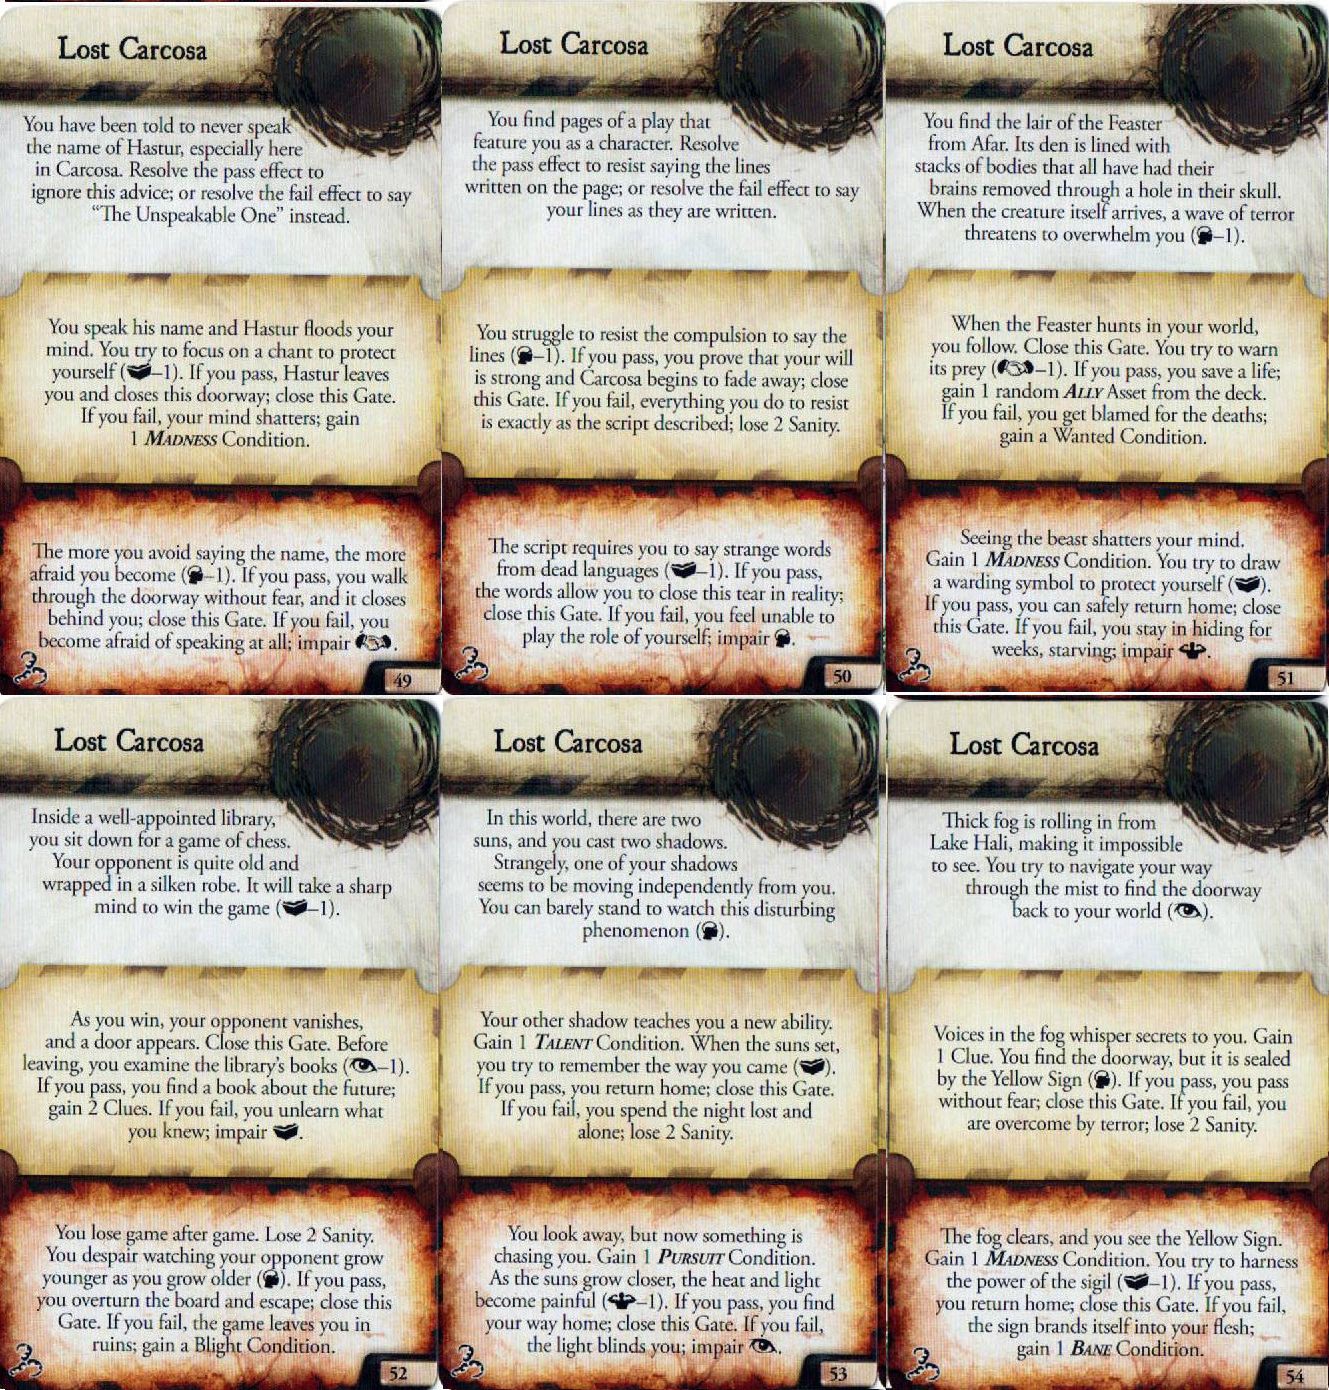 Lost Carcosa
You have been told to never speak
the name of Hastur, especially here
in Carcosa. Resolve the pass effect to
ignore this advice; or resolve the fail effect to say
“The Unspeakable One” instead.
You speak his name and Hastur floods your
mind. You try to focus on a chant to protect
yourself (–1). If you pass, Hastur leaves
you and closes this doorway; close this Gate.
If you fail, your mind shatters; gain
1 MADNESS Condition.
The more you avoid saying the name, the more
afraid you become (–1). If you pass, you walk
through the doorway without fear, and it closes
behind you; close this Gate. If you fail, you
become afraid of speaking at all; impair .
49
Lost Carcosa
You find pages of a play that
feature you as a character. Resolve
the pass effect to resist saying the lines
written on the page; or resolve the fail effect to say
your lines as they are written.
You struggle to resist the compulsion to say the
lines (–1). If you pass, you prove that your will
is strong and Carcosa begins to fade away; close
this Gate. If you fail, everything you do to resist
is exactly as the script described; lose 2 Sanity.
The script requires you to say strange words
from dead languages (–1). If you pass,
the words allow you to close this tear in reality;
close this Gate. If you fail, you feel unable to
play the role of yourself; impair .
50
Lost Carcosa
You find the lair of the Feaster
from Afar. Its den is lined with
stacks of bodies that all have had their
brains removed through a hole in their skull.
When the creature itself arrives, a wave of terror
threatens to overwhelm you (–1).
When the Feaster hunts in your world,
you follow. Close this Gate. You try to warn
its prey (–1). If you pass, you save a life;
gain 1 random ALLY Asset from the deck.
If you fail, you get blamed for the deaths;
gain a Wanted Condition.
Seeing the beast shatters your mind.
Gain 1 MADNESS Condition. You try to draw
a warding symbol to protect yourself ().
If you pass, you can safely return home; close
this Gate. If you fail, you stay in hiding for
weeks, starving; impair .
51
Lost Carcosa
Inside a well-appointed library,
you sit down for a game of chess.
Your opponent is quite old and
wrapped in a silken robe. It will take a sharp
mind to win the game (–1).
As you win, your opponent vanishes,
and a door appears. Close this Gate. Before
leaving, you examine the library’s books (–1).
If you pass, you find a book about the future;
gain 2 Clues. If you fail, you unlearn what
you knew; impair .
You lose game after game. Lose 2 Sanity.
You despair watching your opponent grow
younger as you grow older (). If you pass,
you overturn the board and escape; close this
Gate. If you fail, the game leaves you in
ruins; gain a Blight Condition.
52
Lost Carcosa
In this world, there are two
suns, and you cast two shadows.
Strangely, one of your shadows
seems to be moving independently from you.
You can barely stand to watch this disturbing
phenomenon ().
Your other shadow teaches you a new ability.
Gain 1 TALENT Condition. When the suns set,
you try to remember the way you came ().
If you pass, you return home; close this Gate.
If you fail, you spend the night lost and
alone; lose 2 Sanity.
You look away, but now something is
chasing you. Gain 1 PURSUIT Condition.
As the suns grow closer, the heat and light
become painful (–1). If you pass, you find
your way home; close this Gate. If you fail,
the light blinds you; impair .
53
Lost Carcosa
Thick fog is rolling in from
Lake Hali, making it impossible
to see. You try to navigate your way
through the mist to find the doorway
back to your world ().
Voices in the fog whisper secrets to you. Gain
1 Clue. You find the doorway, but it is sealed
by the Yellow Sign (). If you pass, you pass
without fear; close this Gate. If you fail, you
are overcome by terror; lose 2 Sanity.
The fog clears, and you see the Yellow Sign.
Gain 1 MADNESS Condition. You try to harness
the power of the sigil (–1). If you pass,
you return home; close this Gate. If you fail,
the sign brands itself into your flesh;
gain 1 BANE Condition.
54